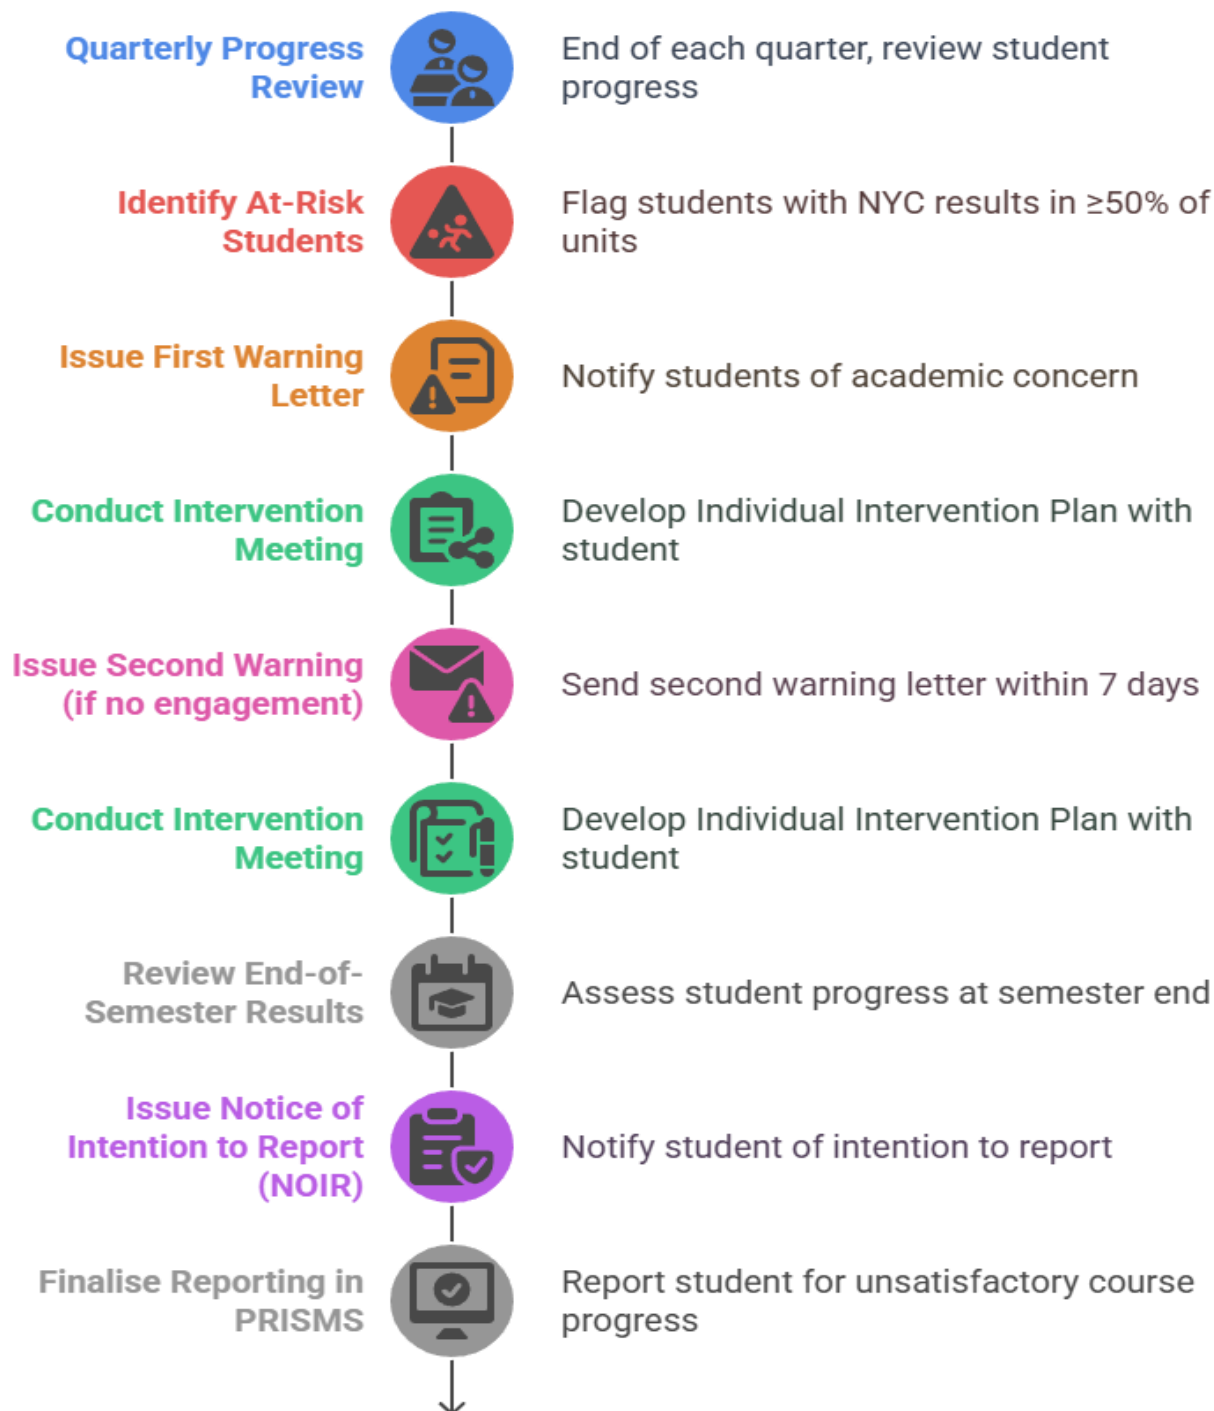 Quarterly Progress
Review
End of each quarter, review student
progress
Identify At-Risk
Students
Flag students with NYC results in ≥50% of
units
Issue First Warning
Letter
Notify students of academic concern
Conduct Intervention
Meeting
Develop Individual Intervention Plan with
student
Issue Second Warning
(if no engagement)
Send second warning letter within 7 days
Conduct Intervention
Meeting
Develop Individual Intervention Plan with
student
Review End-of-
Semester Results
Assess student progress at semester end
Issue Notice of
Intention to Report
(NOIR)
Notify student of intention to report
Finalise Reporting in
PRISMS
Report student for unsatisfactory course
progress